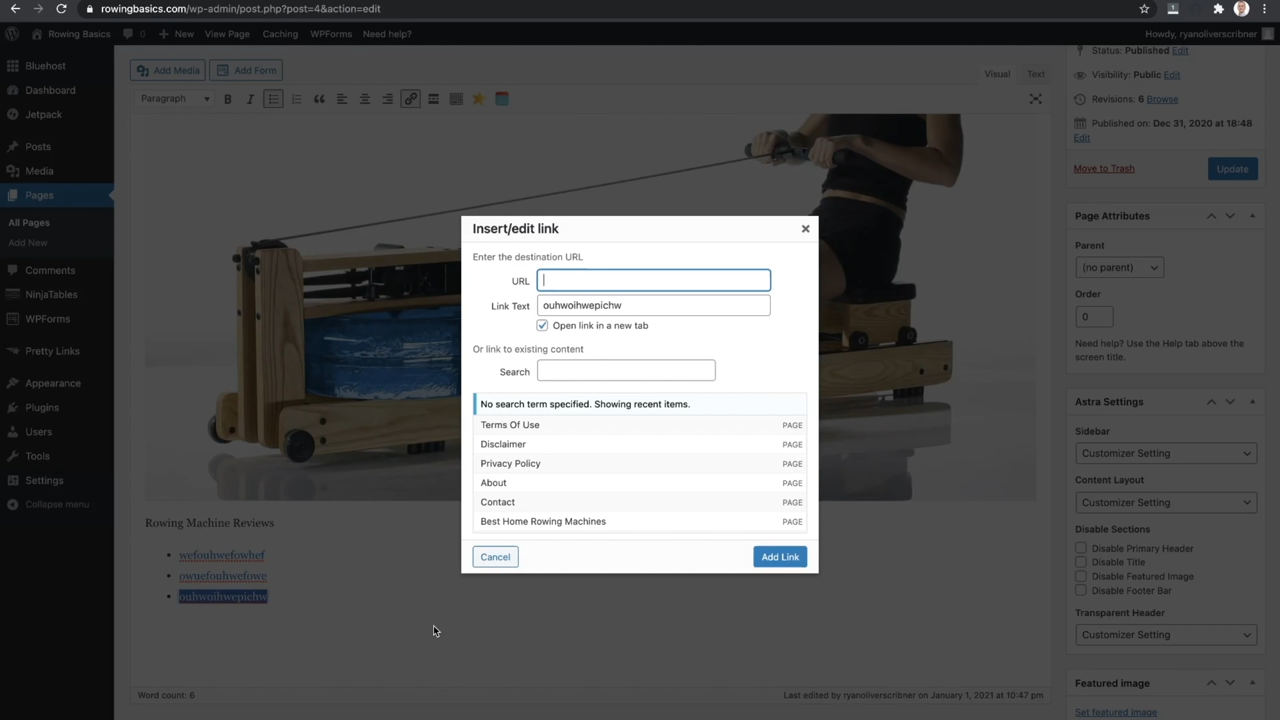 rowingbasics.com/wp-admin/post.php?post=4&action=edit
Rowing Basics 0 New View Page Caching WPForms Need help? Howdy, ryanoliverscribner
Bluehost
Dashboard
Jetpack
Posts
Media
Pages
All Pages
Add New
Comments
NinjaTables
WPForms
Pretty Links
Appearance
Plugins
Users
Tools
Settings
Collapse menu
Add Media Add Form Visual Text
Paragraph B I
Insert/edit link
Enter the destination URL
URL
Link Text ouhwoihwepichw
Open link in a new tab
Or link to existing content
Search
No search term specified. Showing recent items.
Terms Of Use PAGE
Disclaimer PAGE
Privacy Policy PAGE
About PAGE
Contact PAGE
Best Home Rowing Machines PAGE
Cancel Add Link
Rowing Machine Reviews
wefouhwefowhef
owuefouhwefowe
ouhwoihwepichw
Word count: 6 Last edited by ryanoliverscribner on January 1, 2021 at 10:47 pm
Status: Published Edit
Visibility: Public Edit
Revisions: 6 Browse
Published on: Dec 31, 2020 at 18:48
Edit
Move to Trash Update
Page Attributes
Parent
(no parent)
Order
0
Need help? Use the Help tab above the
screen title.
Astra Settings
Sidebar
Customizer Setting
Content Layout
Customizer Setting
Disable Sections
Disable Primary Header
Disable Title
Disable Featured Image
Disable Footer Bar
Transparent Header
Customizer Setting
Featured image
Set featured image